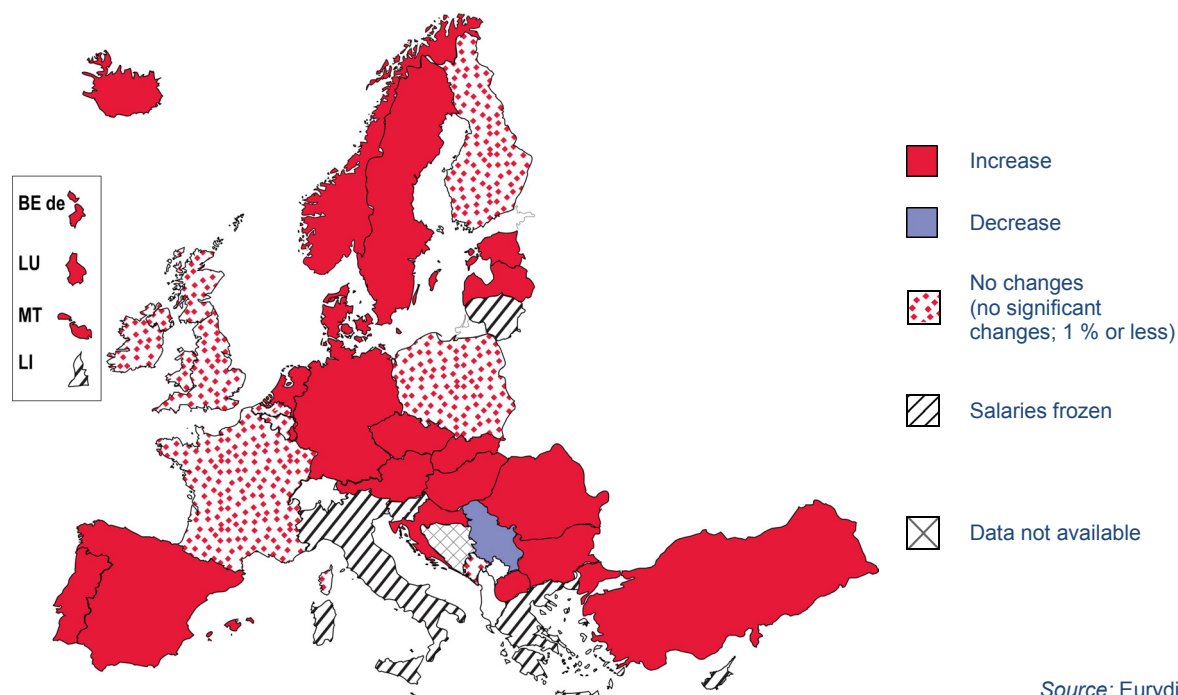 BE de
LU
MT
LI
Increase
Decrease
No changes
(no significant
changes; 1 % or less)
Salaries frozen
Data not available
Source: Eurydi